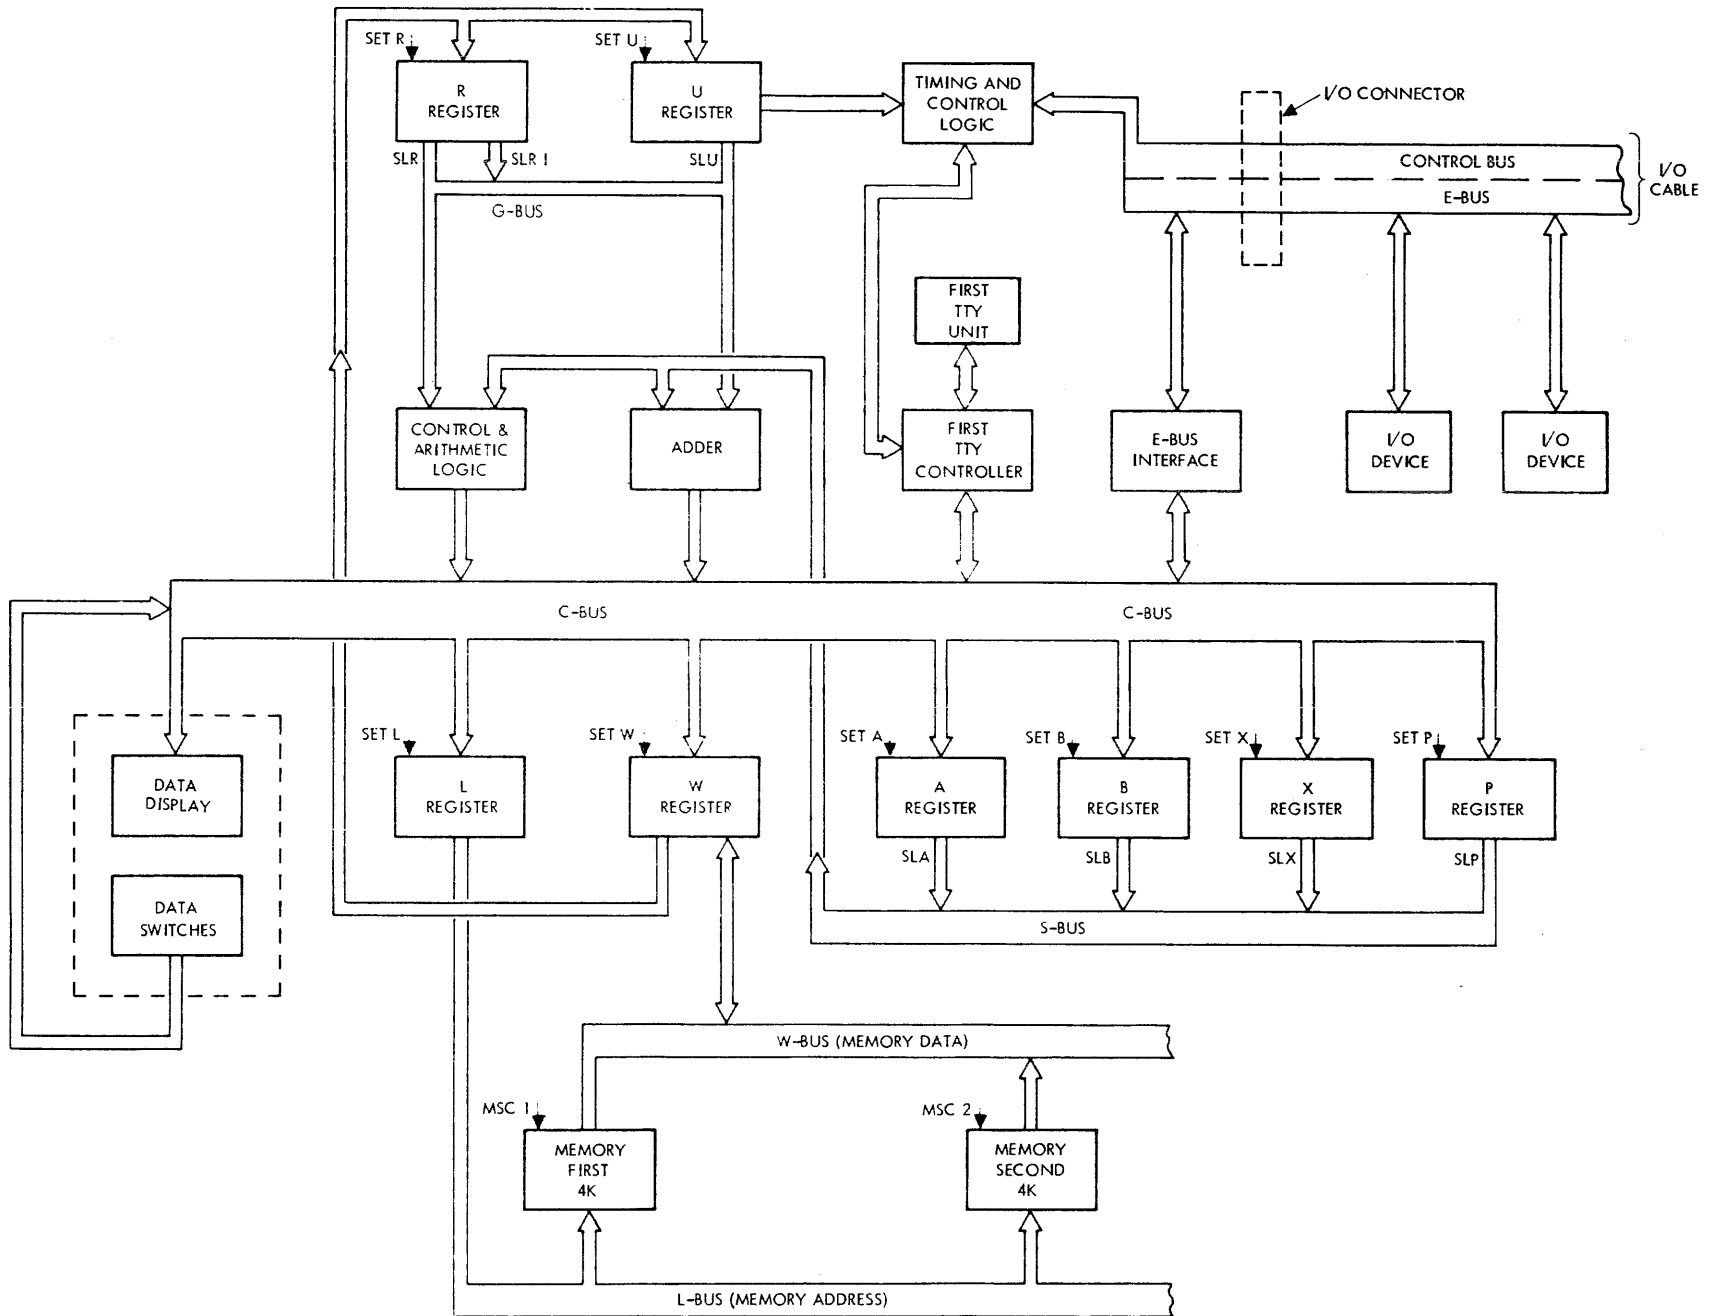 SET R
SET U
R
REGISTER
U
REGISTER
TIMING AND
CONTROL
LOGIC
I/O CONNECTOR
SLR
SLR 1
SLU
G-BUS
CONTROL BUS
E-BUS
I/O
CABLE
FIRST
TTY
UNIT
CONTROL &
ARITHMETIC
LOGIC
ADDER
FIRST
TTY
CONTROLLER
E-BUS
INTERFACE
I/O
DEVICE
I/O
DEVICE
C-BUS
C-BUS
SET L
SET W
SET A
SET B
SET X
SET P
DATA
DISPLAY
L
REGISTER
W
REGISTER
A
REGISTER
B
REGISTER
X
REGISTER
P
REGISTER
SLA
SLB
SLX
SLP
DATA
SWITCHES
S-BUS
W-BUS (MEMORY DATA)
MSC 1
MSC 2
MEMORY
FIRST
4K
MEMORY
SECOND
4K
L-BUS (MEMORY ADDRESS)